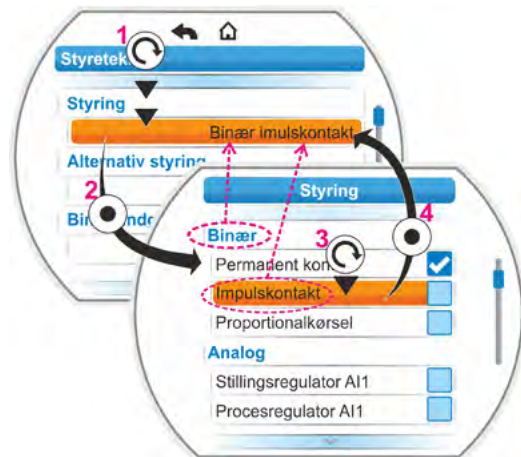 1
Styretek
Styring
Binær imulskontakt
Alternativ styring
2
Styring
4
Binær
3
Permanent kon
Impulskontakt
Proportionalkørsel
Analog
Stillingsregulator AI1
Procesregulator AI1